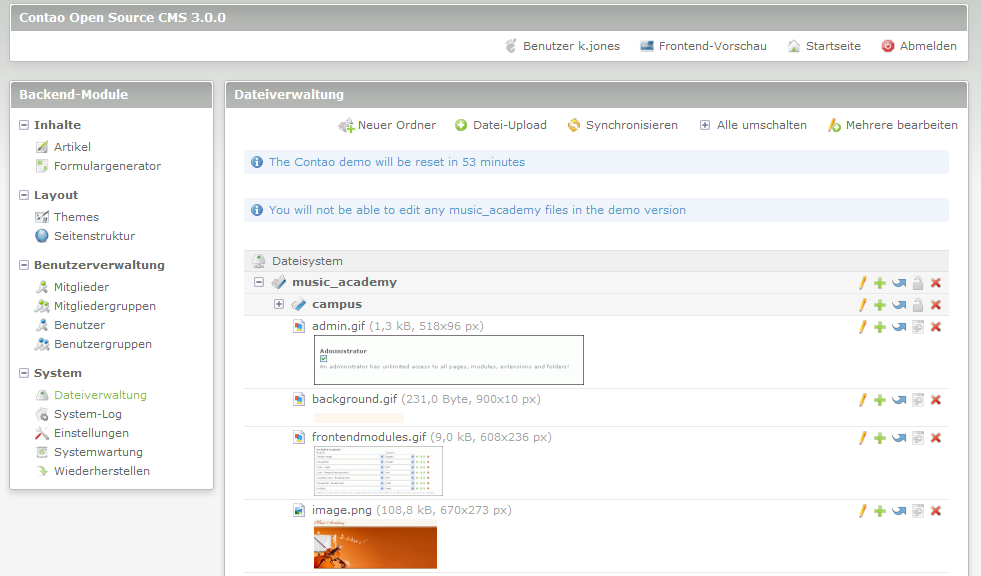 Contao Open Source CMS 3.0.0
Benutzer k.jones Frontend-Vorschau Startseite Abmelden
Backend-Module
Inhalte
Artikel
Formulargenerator
Layout
Themes
Seitenstruktur
Benutzerverwaltung
Mitglieder
Mitgliedergruppen
Benutzer
Benutzergruppen
System
Dateiverwaltung
System-Log
Einstellungen
Systemwartung
Wiederherstellen
Dateiverwaltung
Neuer Ordner Datei-Upload Synchronisieren Alle umschalten Mehrere bearbeiten
The Contao demo will be reset in 53 minutes
You will not be able to edit any music_academy files in the demo version
Dateisystem
music_academy
campus
admin.gif (1,3 kB, 518x96 px)
Administrator
An administrator has unlimited access to all pages, modules, extensions and folders!
background.gif (231,0 Byte, 900x10 px)
frontendmodules.gif (9,0 kB, 608x236 px)
image.png (108,8 kB, 670x273 px)